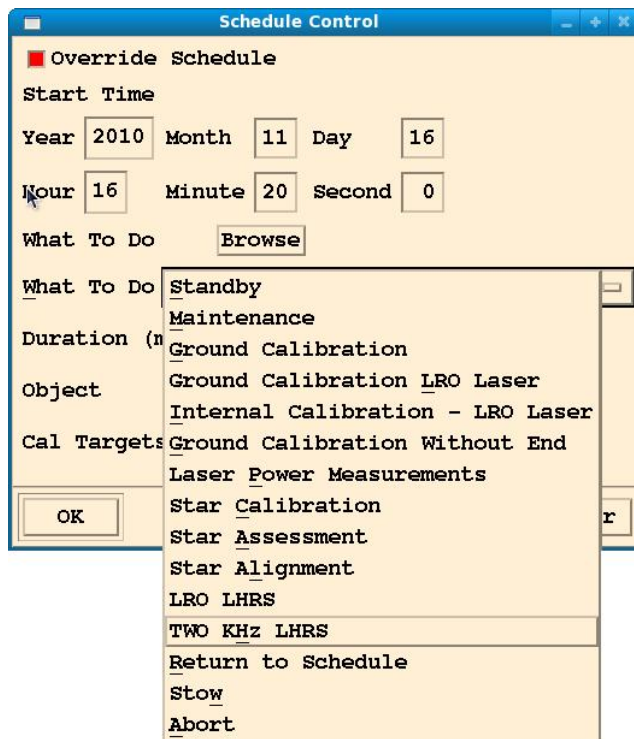 Schedule Control
Override Schedule
Start Time
Year 2010 Month 11 Day 16
Hour 16 Minute 20 Second 0
What To Do Browse
What To Do
Standby
Maintenance
Ground Calibration
Ground Calibration LRO Laser
Internal Calibration - LRO Laser
Ground Calibration Without End
Laser Power Measurements
Star Calibration
Star Assessment
Star Alignment
LRO LHRS
TWO KHz LHRS
Return to Schedule
Stow
Abort
Duration (m
Object
Cal Targets
OK
r